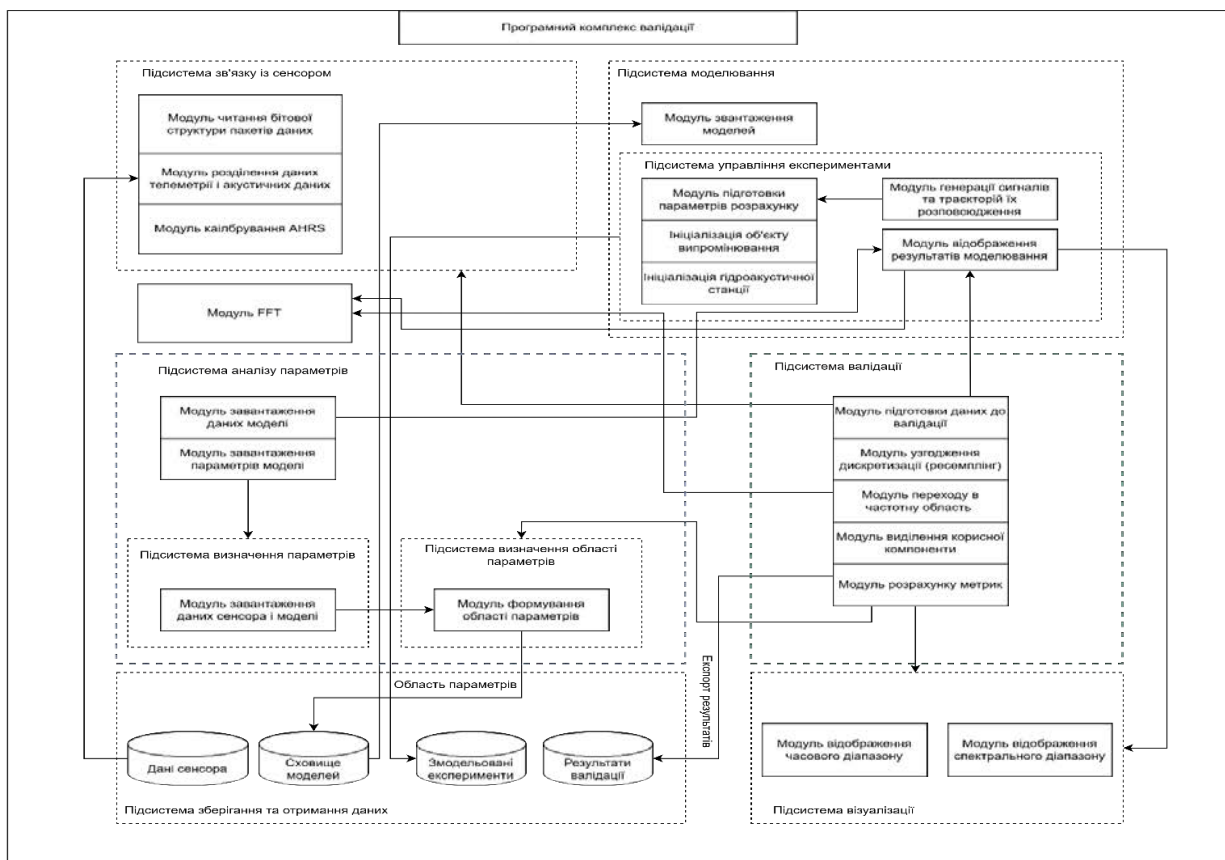 Програмний комплекс валідації
Підсистема зв'язку із сенсором
Модуль читання бітової
структури пакетів даних
Модуль розділення даних
телеметрії і акустичних даних
Модуль каілбрування AHRS
Модуль FFT
Підсистема моделювання
Модуль звантаження
моделей
Підсистема управління експериментами
Модуль підготовки
параметрів розрахунку
Ініціалізація об'єкту
випромінювання
Ініціалізація гідроакустичної
станції
Модуль генерації сигналів
та траєкторій їх
розповсюдження
Модуль відображення
результатів моделювання
Підсистема аналізу параметрів
Модуль завантаження
даних моделі
Модуль завантаження
параметрів моделі
Підсистема визначення параметрів
Модуль завантаження
даних сенсора і моделі
Підсистема визначення області
параметрів
Модуль формування
області параметрів
Підсистема валідації
Модуль підготовки даних до
валідації
Модуль узгодження
дискретизації (ресемплінг)
Модуль переходу в
частотну область
Модуль виділення корисної
компоненти
Модуль розрахунку метрик
Експорт результатів
Область параметрів
Дані сенсора
Сховище
моделей
Змодельовані
експерименти
Результати
валідації
Підсистема зберігання та отримання даних
Модуль відображення
часового діапазону
Модуль відображення
спектрального діапазону
Підсистема візуалізації